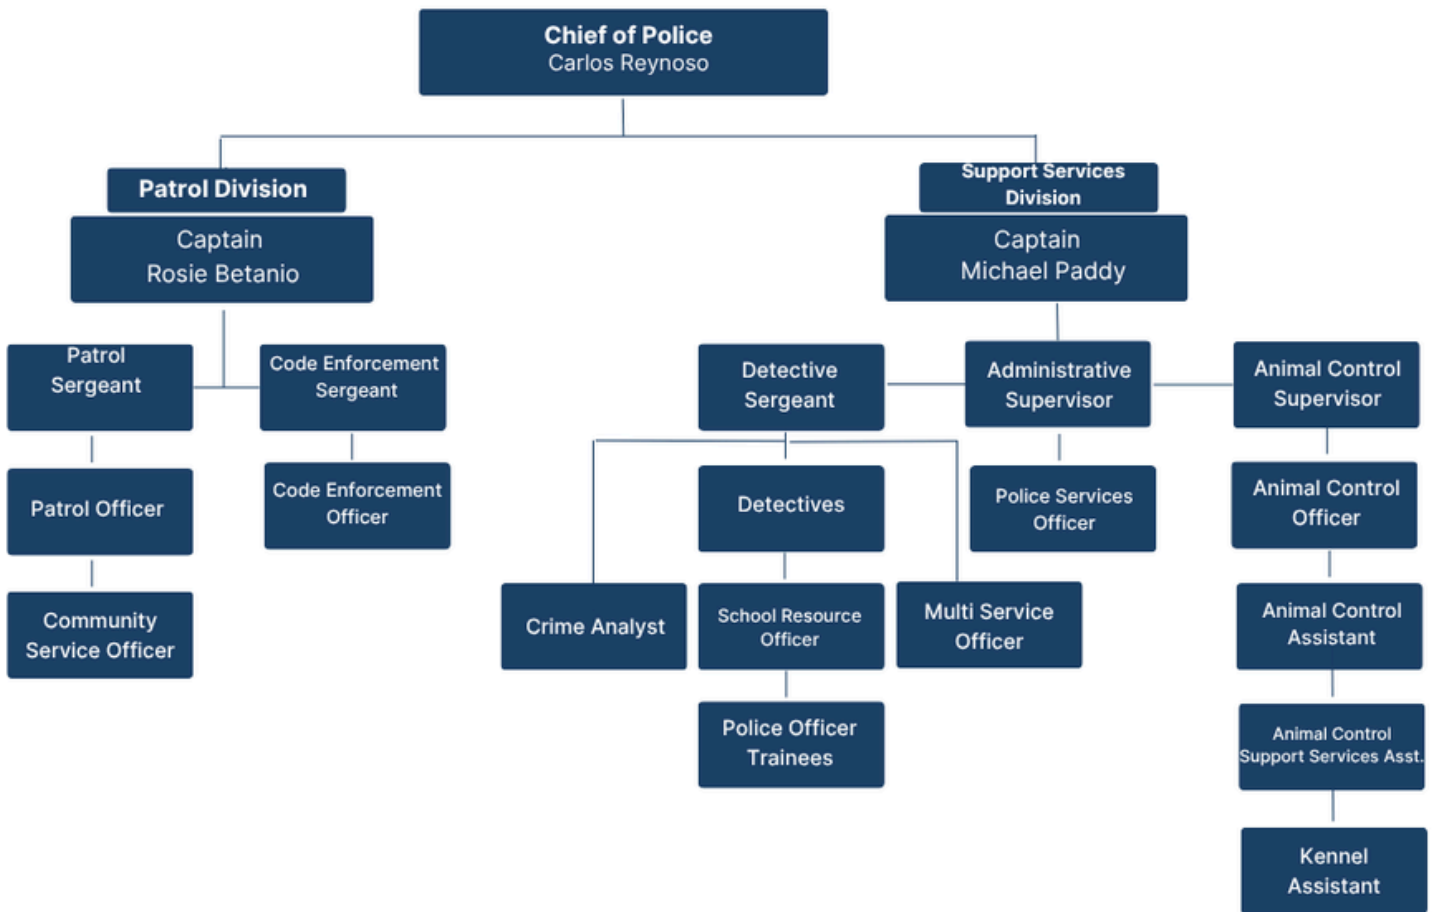 Chief of Police
Carlos Reynoso
Patrol Division
Captain
Rosie Betanio
Support Services
Division
Captain
Michael Paddy
Patrol
Sergeant
Code Enforcement
Sergeant
Detective
Sergeant
Administrative
Supervisor
Animal Control
Supervisor
Patrol Officer
Code Enforcement
Officer
Detectives
Police Services
Officer
Animal Control
Officer
Community
Service Officer
Crime Analyst
School Resource
Officer
Multi Service
Officer
Animal Control
Assistant
Police Officer
Trainees
Animal Control
Support Services Asst.
Kennel
Assistant